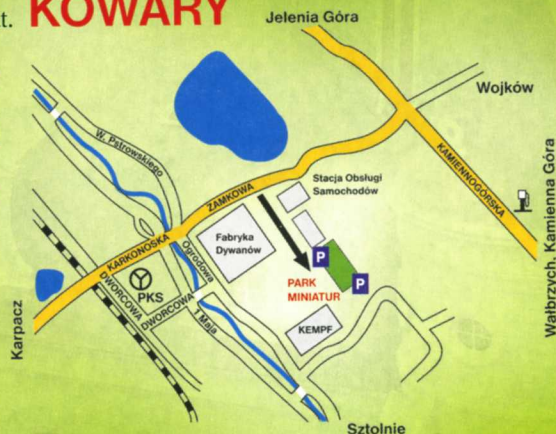 t. KOWARY
Jelenia Góra
Wojków
W. Pstrowskiego
KAMIENNOGÓRSKA
Stacja Obsługi
Samochodów
ZAMKOWA
Fabryka
Dywanów
KARKONOSKA
Ogrodowa
P
PKS
PARK
MINIATUR
P
DWORCOWA
DWORCOWA
1 Maja
KEMPF
Karpacz
Wałbrzych, Kamienna Góra
Sztolnie